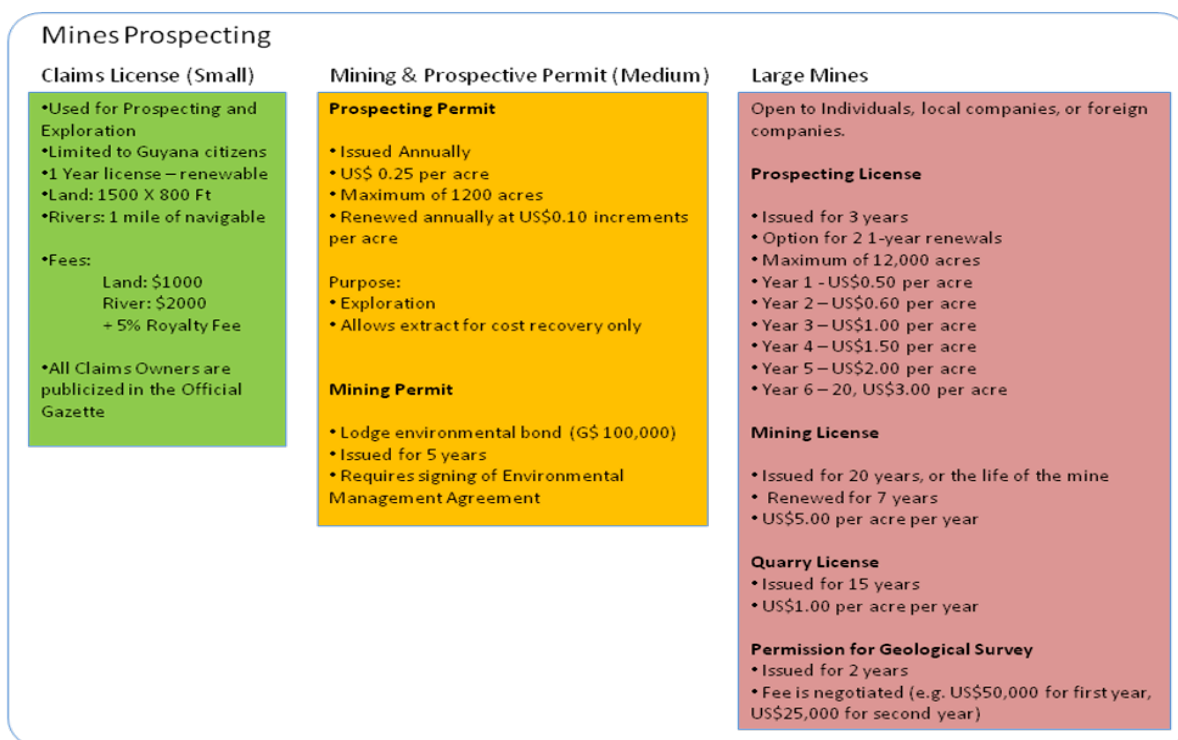 Mines Prospecting
Claims License (Small)
•Used for Prospecting and
Exploration
•Limited to Guyana citizens
•1 Year license – renewable
•Land: 1500 X 800 Ft
•Rivers: 1 mile of navigable
•Fees:
Land: $1000
River: $2000
+ 5% Royalty Fee
•All Claims Owners are
publicized in the Official
Gazette
Mining & Prospective Permit (Medium)
Prospecting Permit
• Issued Annually
• US$ 0.25 per acre
• Maximum of 1200 acres
• Renewed annually at US$0.10 increments
per acre
Purpose:
• Exploration
• Allows extract for cost recovery only
Mining Permit
• Lodge environmental bond (G$ 100,000)
• Issued for 5 years
• Requires signing of Environmental
Management Agreement
Large Mines
Open to Individuals, local companies, or foreign
companies.
Prospecting License
• Issued for 3 years
• Option for 2 1-year renewals
• Maximum of 12,000 acres
• Year 1 - US$0.50 per acre
• Year 2 – US$0.60 per acre
• Year 3 – US$1.00 per acre
• Year 4 – US$1.50 per acre
• Year 5 – US$2.00 per acre
• Year 6 – 20, US$3.00 per acre
Mining License
• Issued for 20 years, or the life of the mine
• Renewed for 7 years
• US$5.00 per acre per year
Quarry License
• Issued for 15 years
• US$1.00 per acre per year
Permission for Geological Survey
• Issued for 2 years
• Fee is negotiated (e.g. US$50,000 for first year,
US$25,000 for second year)